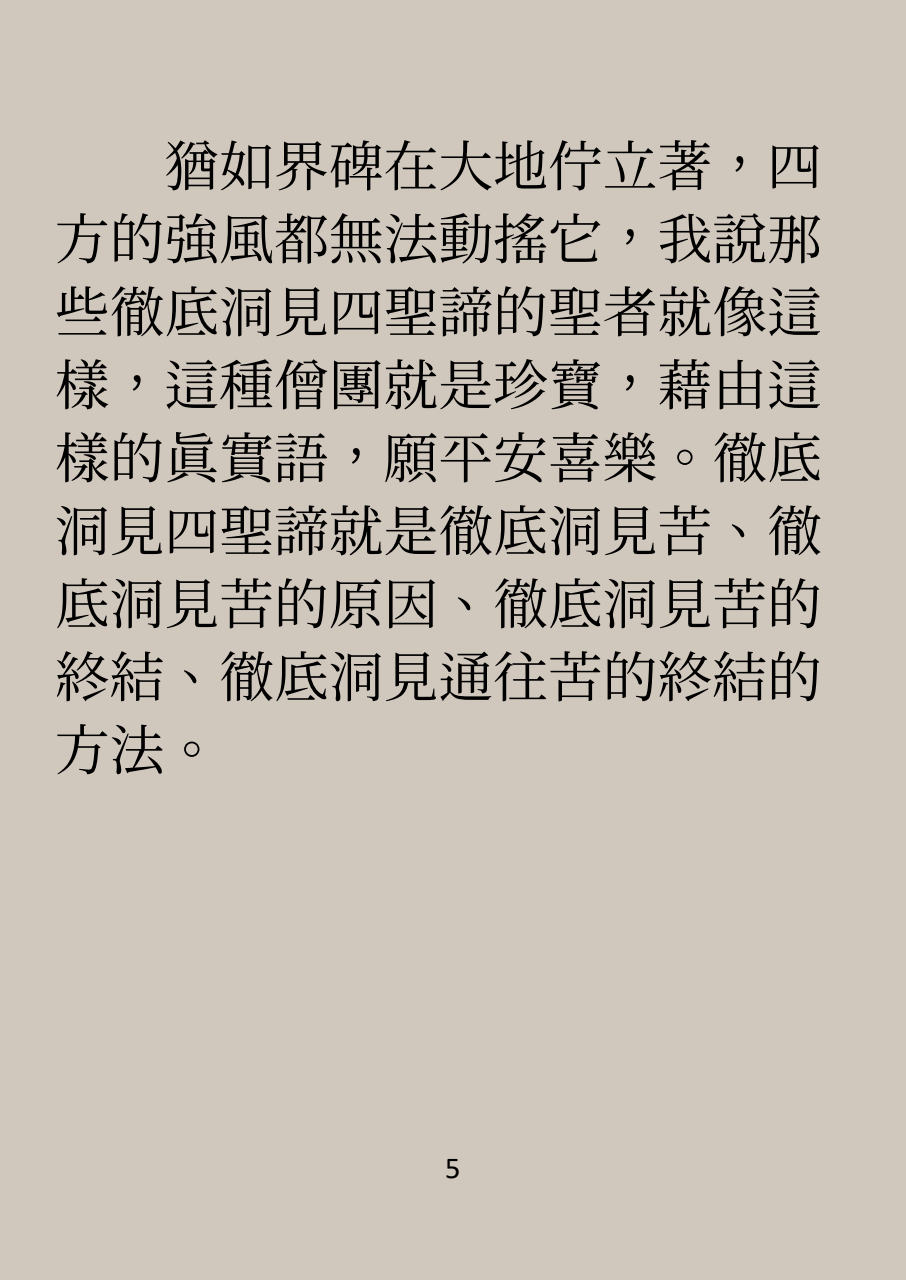 猶如界碑在大地佇立著，四
方的強風都無法動搖它，我說那
些徹底洞見四聖諦的聖者就像這
樣，這種僧團就是珍寶，藉由這
樣的眞實語，願平安喜樂。徹底
洞見四聖諦就是徹底洞見苦、徹
底洞見苦的原因、徹底洞見苦的
終結、徹底洞見通往苦的終結的
方法。
5